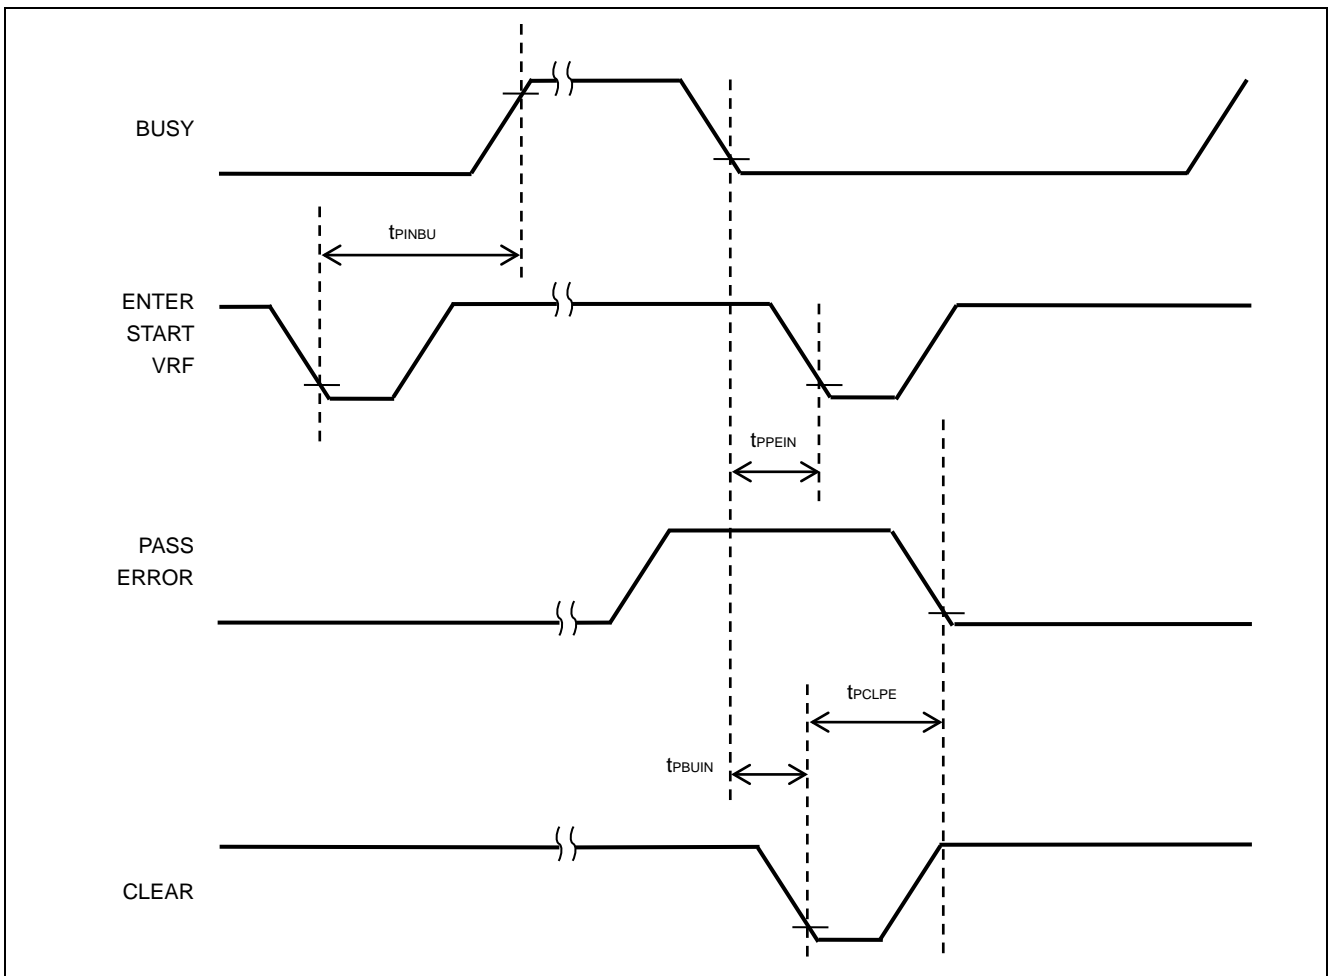 BUSY
tPINBU
ENTER
START
VRF
tPPEIN
PASS
ERROR
tPCLPE
tPBUIN
CLEAR